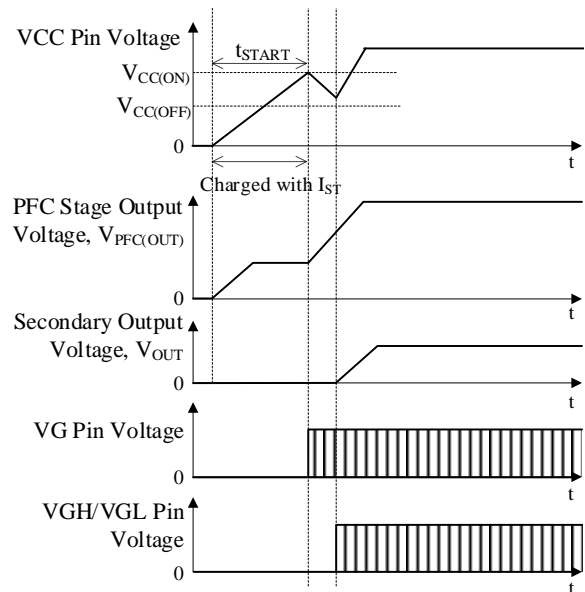 VCC Pin Voltage
tSTART
VCC(ON)
VCC(OFF)
0
t
Charged with IST
PFC Stage Output
Voltage, VPFC(OUT)
0
t
Secondary Output
Voltage, VOUT
0
t
VG Pin Voltage
0
t
VGH/VGL Pin
Voltage
0
t